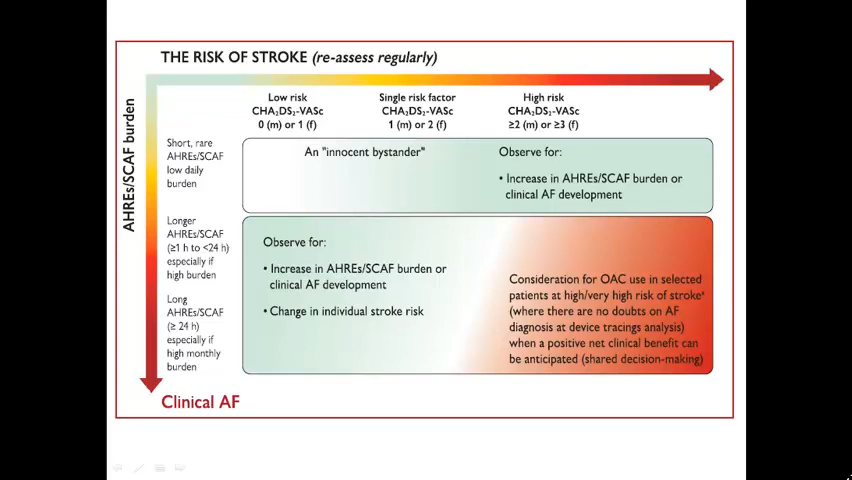 THE RISK OF STROKE (re-assess regularly)
AHREs/SCAF burden
Low risk
CHA₂DS₂-VASc
0 (m) or 1 (f)
Single risk factor
CHA₂DS₂-VASc
1 (m) or 2 (f)
High risk
CHA₂DS₂-VASc
≥2 (m) or ≥3 (f)
Short, rare
AHREs/SCAF
low daily
burden
An "innocent bystander"
Observe for:
• Increase in AHREs/SCAF burden or
clinical AF development
Longer
AHREs/SCAF
(≥1 h to <24 h)
especially if
high burden
Long
AHREs/SCAF
(≥ 24 h)
especially if
high monthly
burden
Observe for:
• Increase in AHREs/SCAF burden or
clinical AF development
• Change in individual stroke risk
Consideration for OAC use in selected
patients at high/very high risk of stroke
(where there are no doubts on AF
diagnosis at device tracings analysis)
when a positive net clinical benefit can
be anticipated (shared decision-making)
Clinical AF